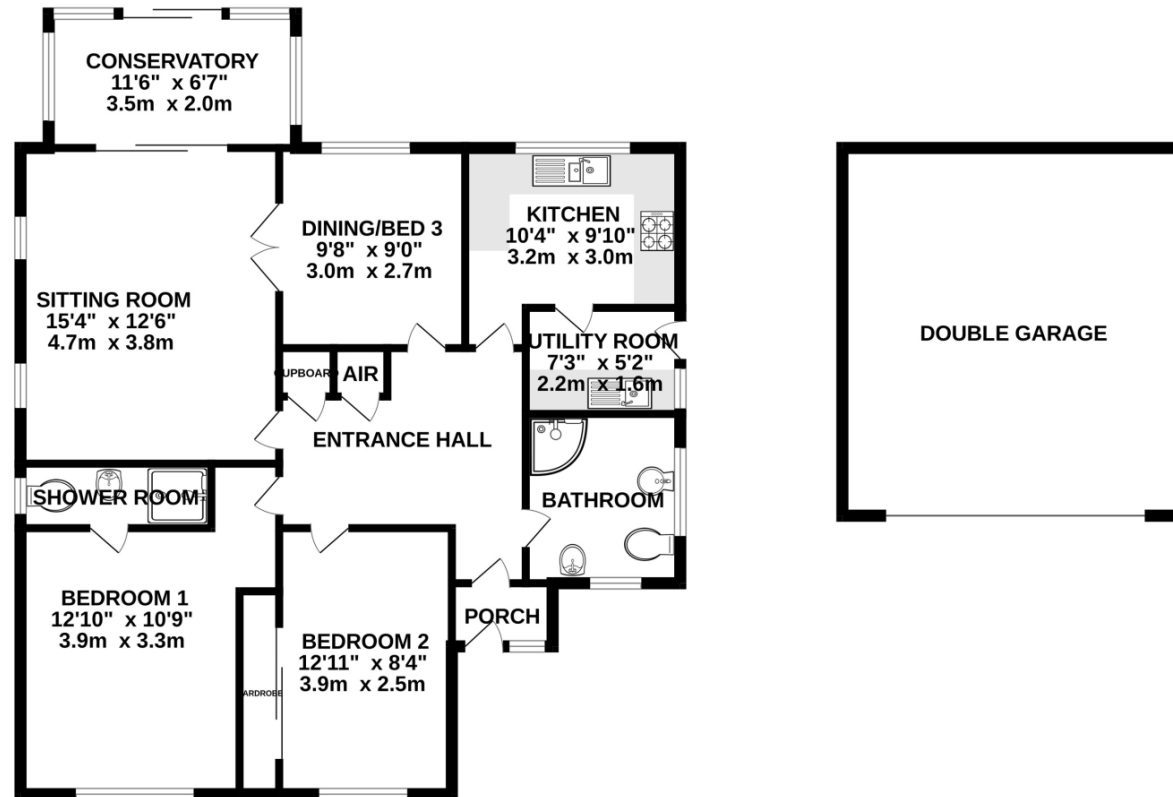 CONSERVATORY
11'6" x 6'7"
3.5m x 2.0m
DINING/BED 3
9'8" x 9'0"
3.0m x 2.7m
KITCHEN
10'4" x 9'10"
3.2m x 3.0m
SITTING ROOM
15'4" x 12'6"
4.7m x 3.8m
UTILITY ROOM
7'3" x 5'2"
2.2m x 1.6m
DOUBLE GARAGE
CUPBOARD
AIR
ENTRANCE HALL
SHOWER ROOM
BATHROOM
BEDROOM 1
12'10" x 10'9"
3.9m x 3.3m
PORCH
BEDROOM 2
12'11" x 8'4"
3.9m x 2.5m
ARDROBE